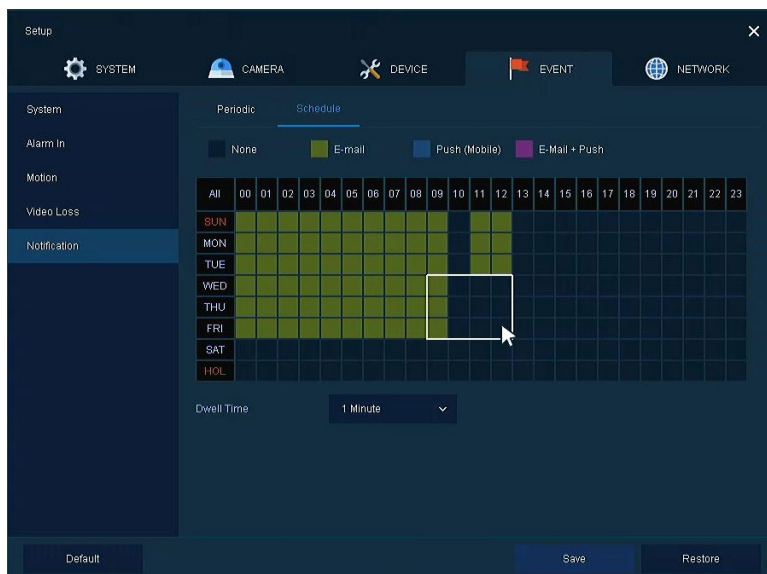 Setup
SYSTEM CAMERA DEVICE EVENT NETWORK
System
Alarm In
Motion
Video Loss
Notification
Periodic Schedule
None E-mail Push (Mobile) E-Mail + Push
All 00 01 02 03 04 05 06 07 08 09 10 11 12 13 14 15 16 17 18 19 20 21 22 23
SUN
MON
TUE
WED
THU
FRI
SAT
HOL
Dwell Time 1 Minute
Default Save Restore